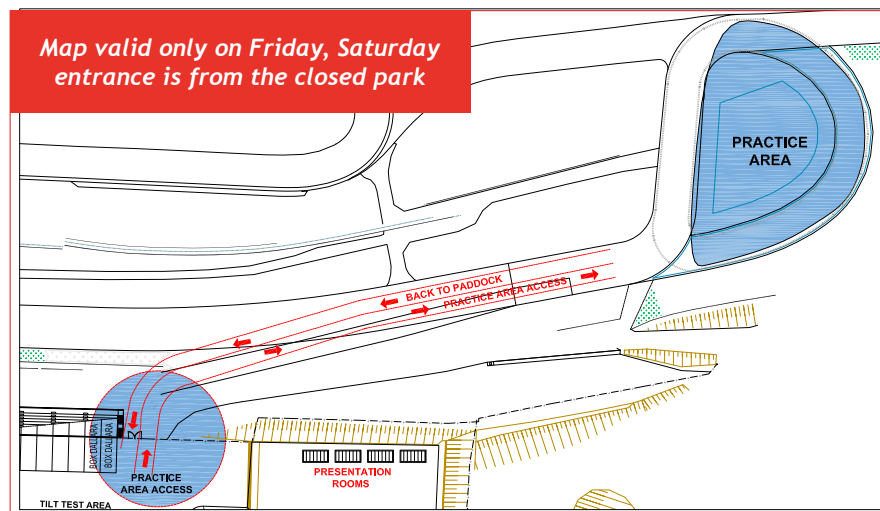 Map valid only on Friday, Saturday
entrance is from the closed park
PRACTICE
AREA
BACK TO PADDOCK
PRACTICE AREA ACCESS
BOX DALLARA
BOX DALLARA
PRACTICE
AREA ACCESS
PRESENTATION
ROOMS
TILT TEST AREA